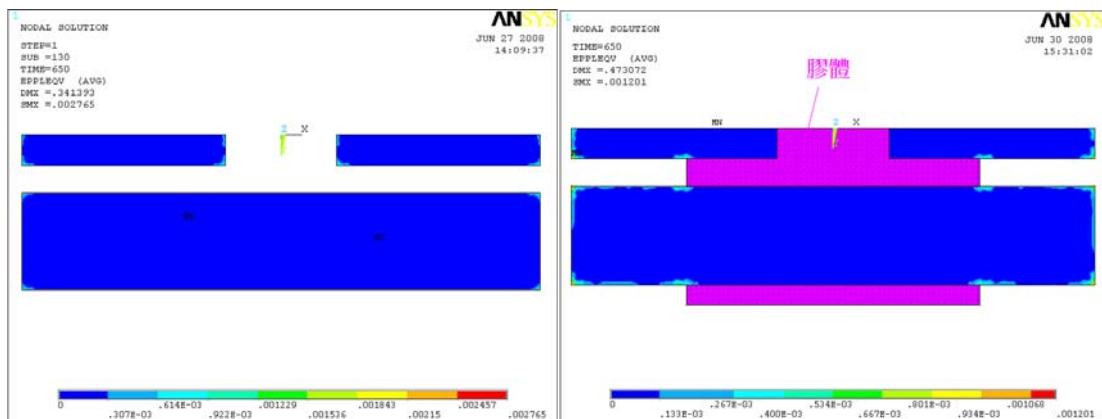 1
ANSYS
NODAL SOLUTION
JUN 27 2008
14:09:37
STEP=1
SUB =130
TIME=650
EPPLEQV (AVG)
DMX =.341393
SMX =.002765
Z
X
0 .614E-03 .001229 .001843 .002457
.307E-03 .922E-03 .001536 .00215 .002765
1
ANSYS
NODAL SOLUTION
JUN 30 2008
15:31:02
TIME=650
EPPLEQV (AVG)
DMX =.473072
SMX =.001201
膠體
MN
Z
X
0 .267E-03 .534E-03 .801E-03 .001068
.133E-03 .400E-03 .667E-03 .934E-03 .001201